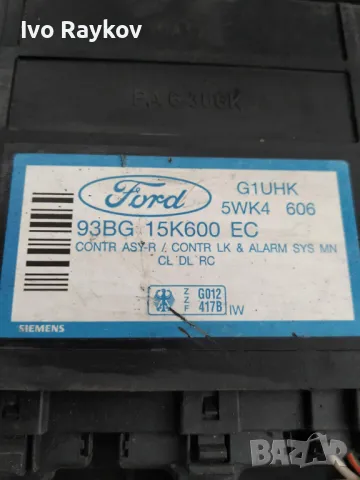 Ivo Raykov
Ford
G1UHK
5WK4 606
93BG 15K600 EC
CONTR ASY-R / CONTR LK & ALARM SYS MN
CL´DL´RC
Z Z F
G012
417B
IW
SIEMENS
bazar